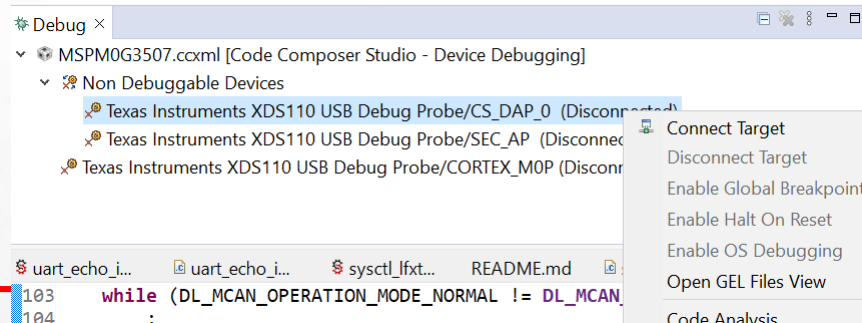 Debug
MSPM0G3507.ccxml [Code Composer Studio - Device Debugging]
Non Debuggable Devices
Texas Instruments XDS110 USB Debug Probe/CS_DAP_0 (Disconnected)
Texas Instruments XDS110 USB Debug Probe/SEC_AP (Disconnec
Texas Instruments XDS110 USB Debug Probe/CORTEX_M0P (Disconn
Connect Target
Disconnect Target
Enable Global Breakpoint
Enable Halt On Reset
Enable OS Debugging
Open GEL Files View
Code Analysis
uart_echo_i... uart_echo_i... sysctl_lfxt... README.md
103 while (DL_MCAN_OPERATION_MODE_NORMAL != DL_MCAN_
104 ;